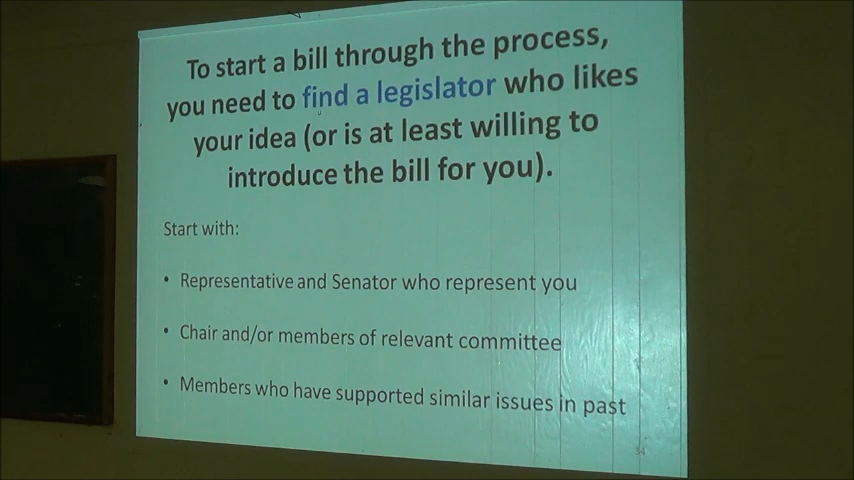 To start a bill through the process,
you need to find a legislator who likes
your idea (or is at least willing to
introduce the bill for you).
Start with:
• Representative and Senator who represent you
• Chair and/or members of relevant committee
• Members who have supported similar issues in past
34